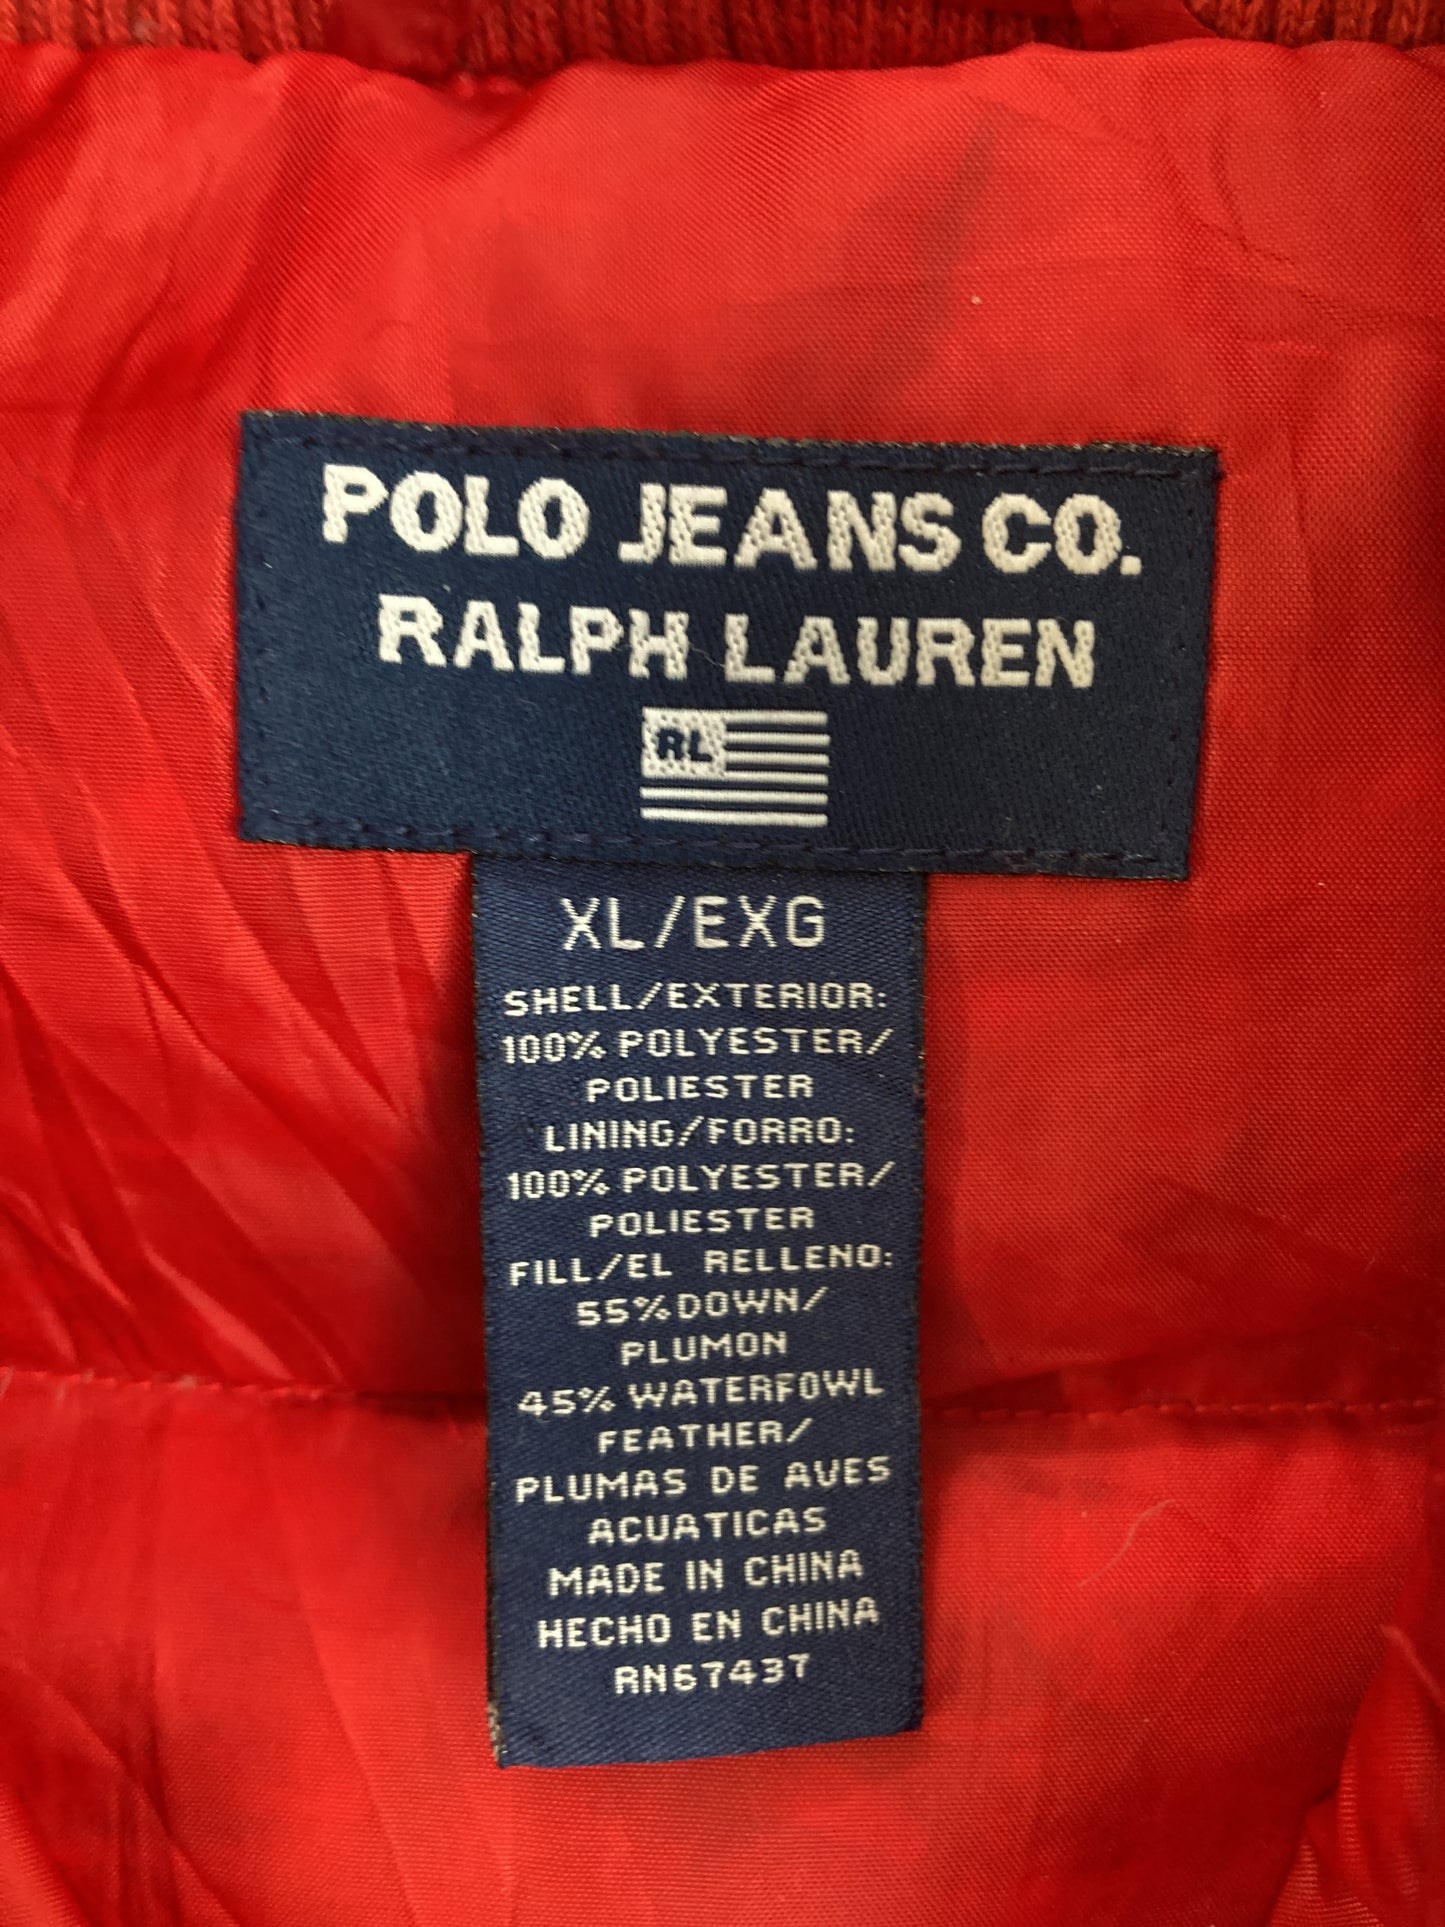 POLO JEANS CO.
RALPH LAUREN
RL
XL/EXG
SHELL/EXTERIOR:
100% POLYESTER/
POLIESTER
LINING/FORRO:
100% POLYESTER/
POLIESTER
FILL/EL RELLENO:
55% DOWN/
PLUMON
45% WATERFOWL
FEATHER/
PLUMAS DE AVES
ACUATICAS
MADE IN CHINA
HECHO EN CHINA
RN67437